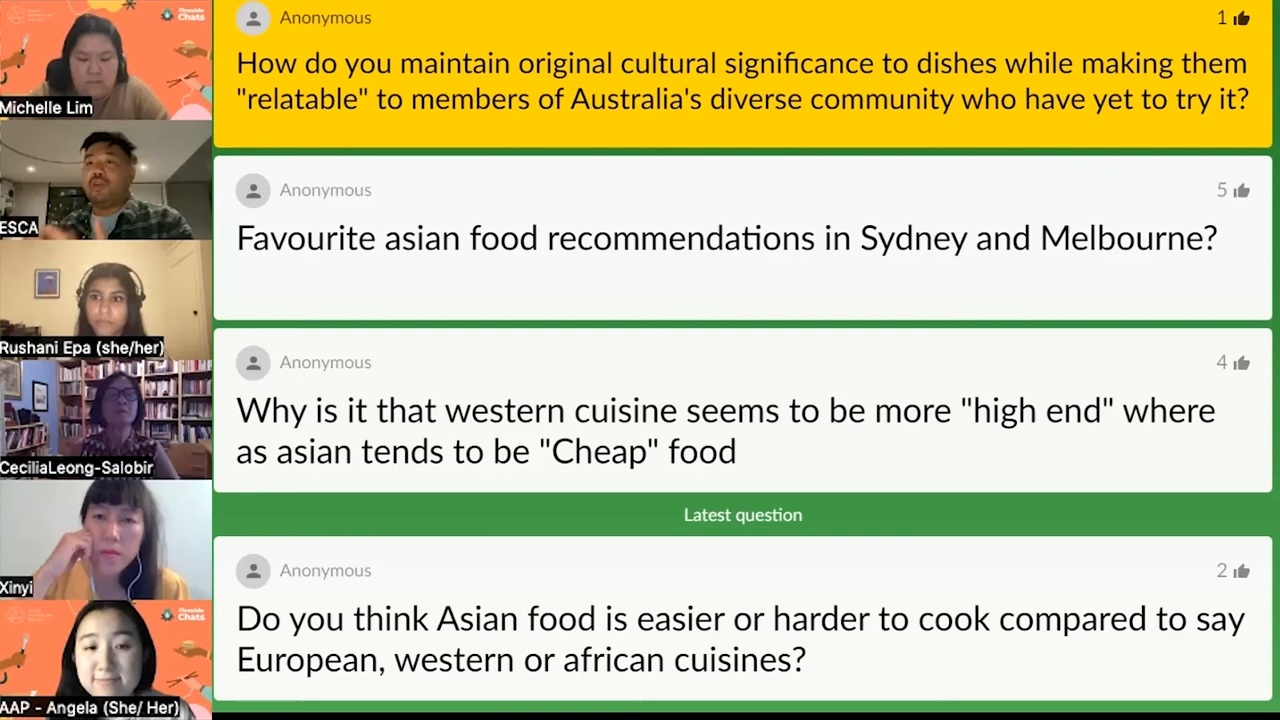 Fireside
Chats
Michelle Lim
ESCA
Rushani Epa (she/her)
CeciliaLeong-Salobir
Xinyi
Fireside
Chats
AAP - Angela (She/ Her)
Anonymous
1
How do you maintain original cultural significance to dishes while making them
"relatable" to members of Australia's diverse community who have yet to try it?
Anonymous
5
Favourite asian food recommendations in Sydney and Melbourne?
Anonymous
4
Why is it that western cuisine seems to be more "high end" where
as asian tends to be "Cheap" food
Latest question
Anonymous
2
Do you think Asian food is easier or harder to cook compared to say
European, western or african cuisines?